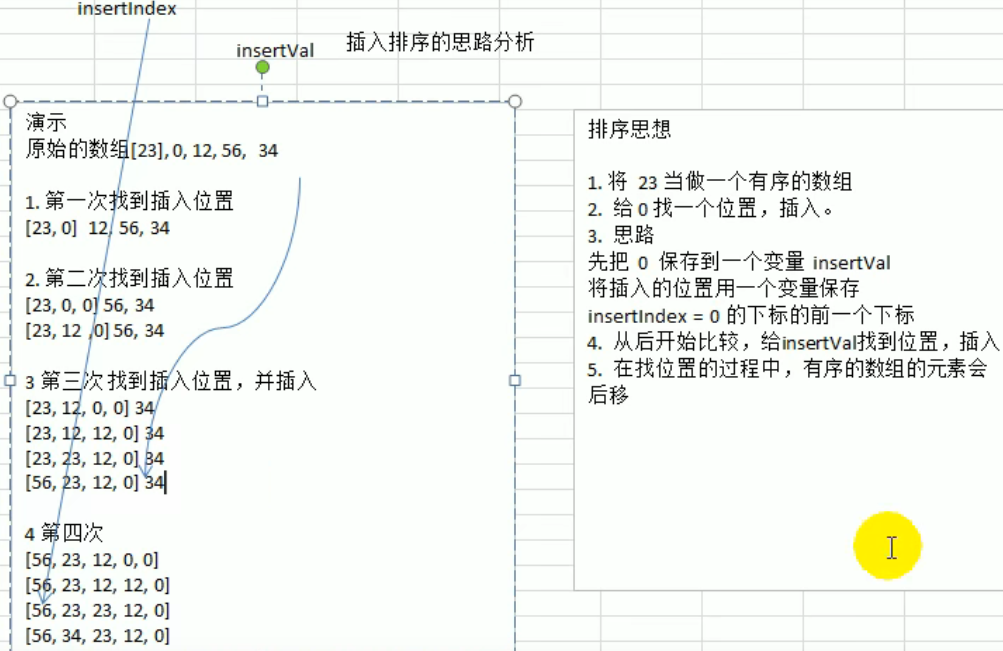 insertIndex
insertVal
插入排序的思路分析
演示
原始的数组[23], 0, 12, 56, 34
1. 第一次找到插入位置
[23, 0] 12, 56, 34
2. 第二次找到插入位置
[23, 0, 0] 56, 34
[23, 12 ,0] 56, 34
3 第三次 找到插入位置，并插入
[23, 12, 0, 0] 34
[23, 12, 12, 0] 34
[23, 23, 12, 0] 34
[56, 23, 12, 0] 34
4 第四次
[56, 23, 12, 0, 0]
[56, 23, 12, 12, 0]
[56, 23, 23, 12, 0]
[56, 34, 23, 12, 0]
排序思想
1. 将 23 当做一个有序的数组
2. 给 0 找一个位置，插入。
3. 思路
先把 0 保存到一个变量 insertVal
将插入的位置用一个变量保存
insertIndex = 0 的下标的前一个下标
4. 从后开始比较，给insertVal找到位置，插入
5. 在找位置的过程中，有序的数组的元素会
后移